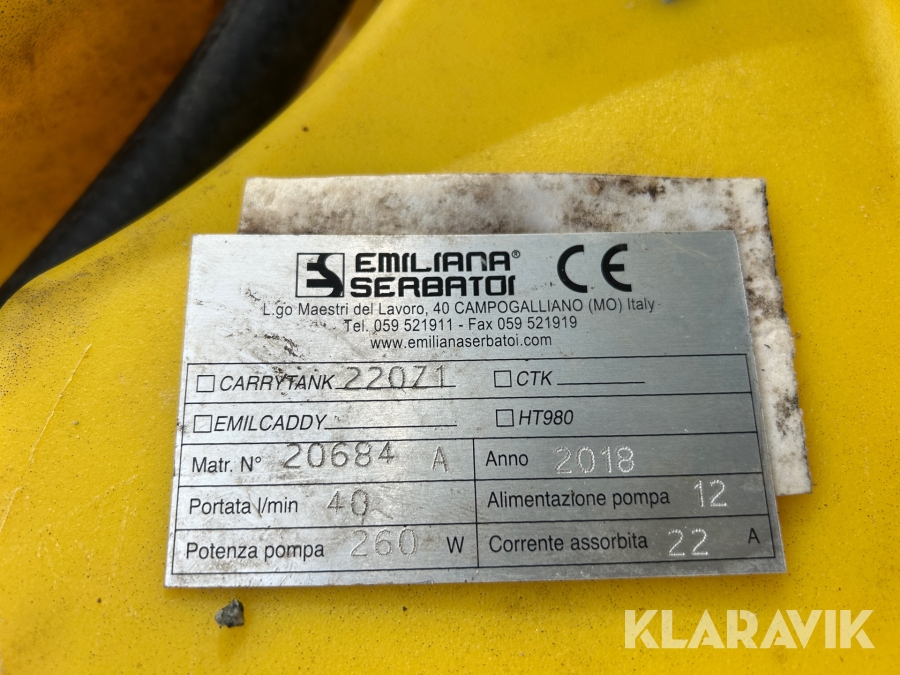 EMILIANA® CE
SERBATOI
L.go Maestri del Lavoro, 40 CAMPOGALLIANO (MO) Italy
Tel. 059 521911 - Fax 059 521919
www.emilianaserbatoi.com
CARRYTANK 220Z1 CTK
EMILCADDY HT980
Matr. N° 20684 A Anno 2018
Portata l/min 40 Alimentazione pompa 12
Potenza pompa 260 W Corrente assorbita 22 A
KLARAVIK